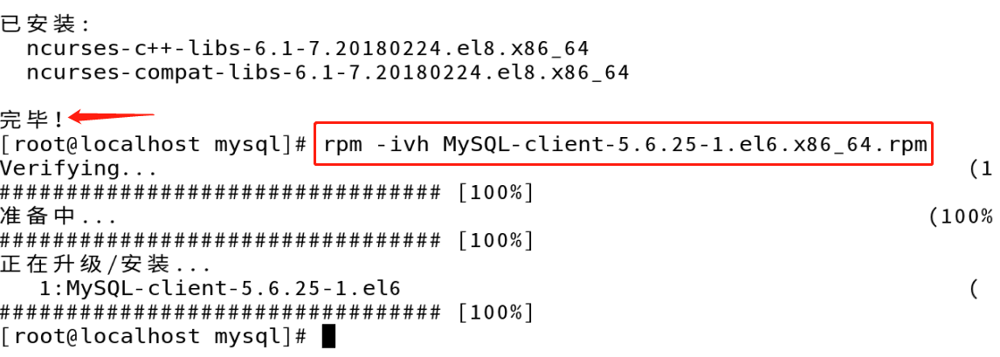 已安装:
ncurses-c++-libs-6.1-7.20180224.el8.x86_64
ncurses-compat-libs-6.1-7.20180224.el8.x86_64
完毕!
[root@localhost mysql]# rpm -ivh MySQL-client-5.6.25-1.el6.x86_64.rpm
Verifying... (1
################################# [100%]
准备中... (100%
################################# [100%]
正在升级/安装...
1:MySQL-client-5.6.25-1.el6 (
################################# [100%]
[root@localhost mysql]#